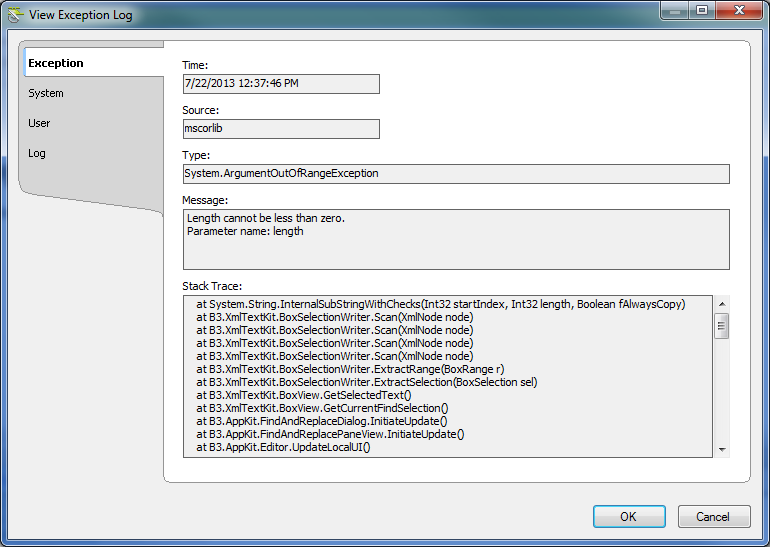 View Exception Log
Exception
System
User
Log
Time:
7/22/2013 12:37:46 PM
Source:
mscorlib
Type:
System.ArgumentOutOfRangeException
Message:
Length cannot be less than zero.
Parameter name: length
Stack Trace:
at System.String.InternalSubStringWithChecks(Int32 startIndex, Int32 length, Boolean fAlwaysCopy)
at B3.XmlTextKit.BoxSelectionWriter.Scan(XmlNode node)
at B3.XmlTextKit.BoxSelectionWriter.Scan(XmlNode node)
at B3.XmlTextKit.BoxSelectionWriter.Scan(XmlNode node)
at B3.XmlTextKit.BoxSelectionWriter.Scan(XmlNode node)
at B3.XmlTextKit.BoxSelectionWriter.ExtractRange(BoxRange r)
at B3.XmlTextKit.BoxSelectionWriter.ExtractSelection(BoxSelection sel)
at B3.XmlTextKit.BoxView.GetSelectedText()
at B3.XmlTextKit.BoxView.GetCurrentFindSelection()
at B3.AppKit.FindAndReplaceDialog.InitiateUpdate()
at B3.AppKit.FindAndReplacePaneView.InitiateUpdate()
at B3.AppKit.Editor.UpdateLocalUI()
OK
Cancel